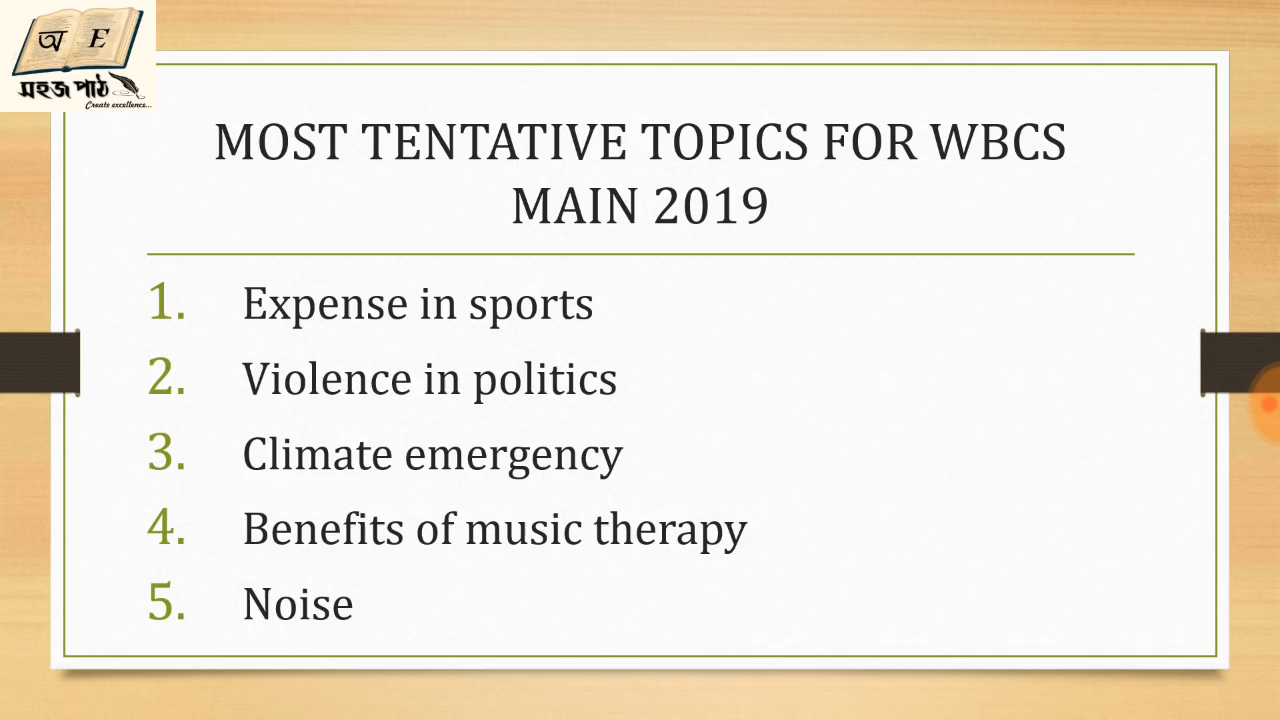 অ E
সহজ পাঠ
Create excellence...
MOST TENTATIVE TOPICS FOR WBCS
MAIN 2019
1. Expense in sports
2. Violence in politics
3. Climate emergency
4. Benefits of music therapy
5. Noise